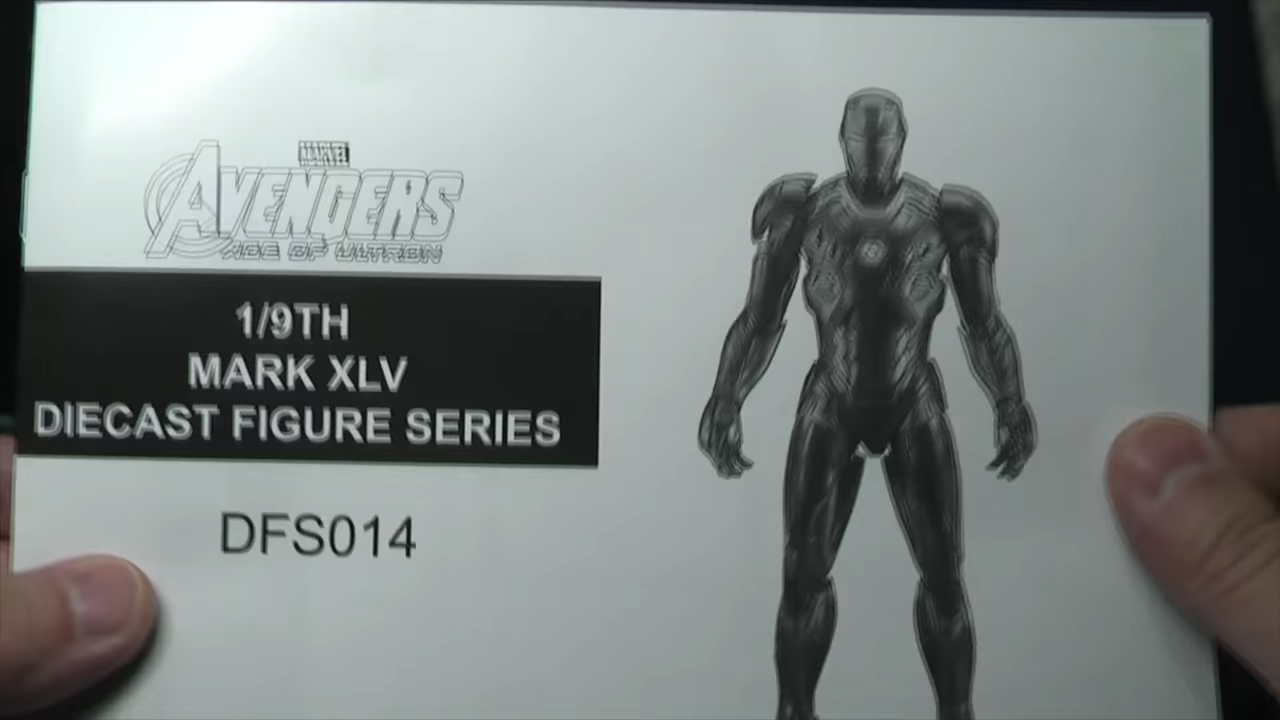 MARVEL
AVENGERS
AGE OF ULTRON
1/9TH
MARK XLV
DIECAST FIGURE SERIES
DFS014